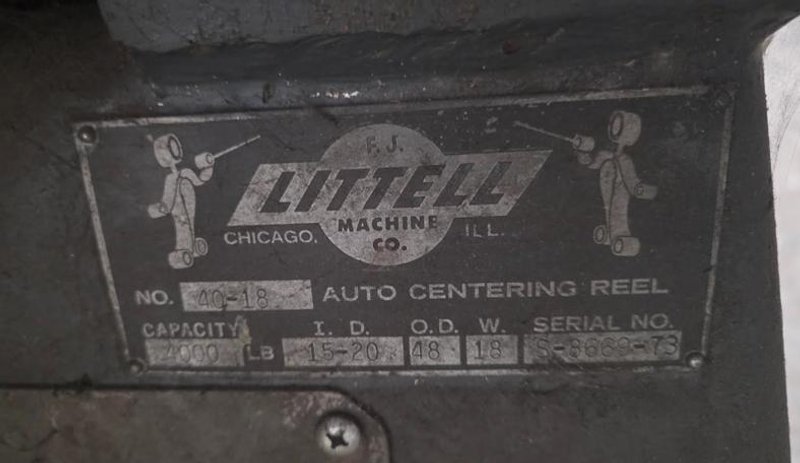 F.J.
LITTELL
MACHINE
CHICAGO, CO. ILL.
NO. 40-18 AUTO CENTERING REEL
CAPACITY I. D. O.D. W. SERIAL NO.
4000 LB 15-20 48 18 S-8669-73